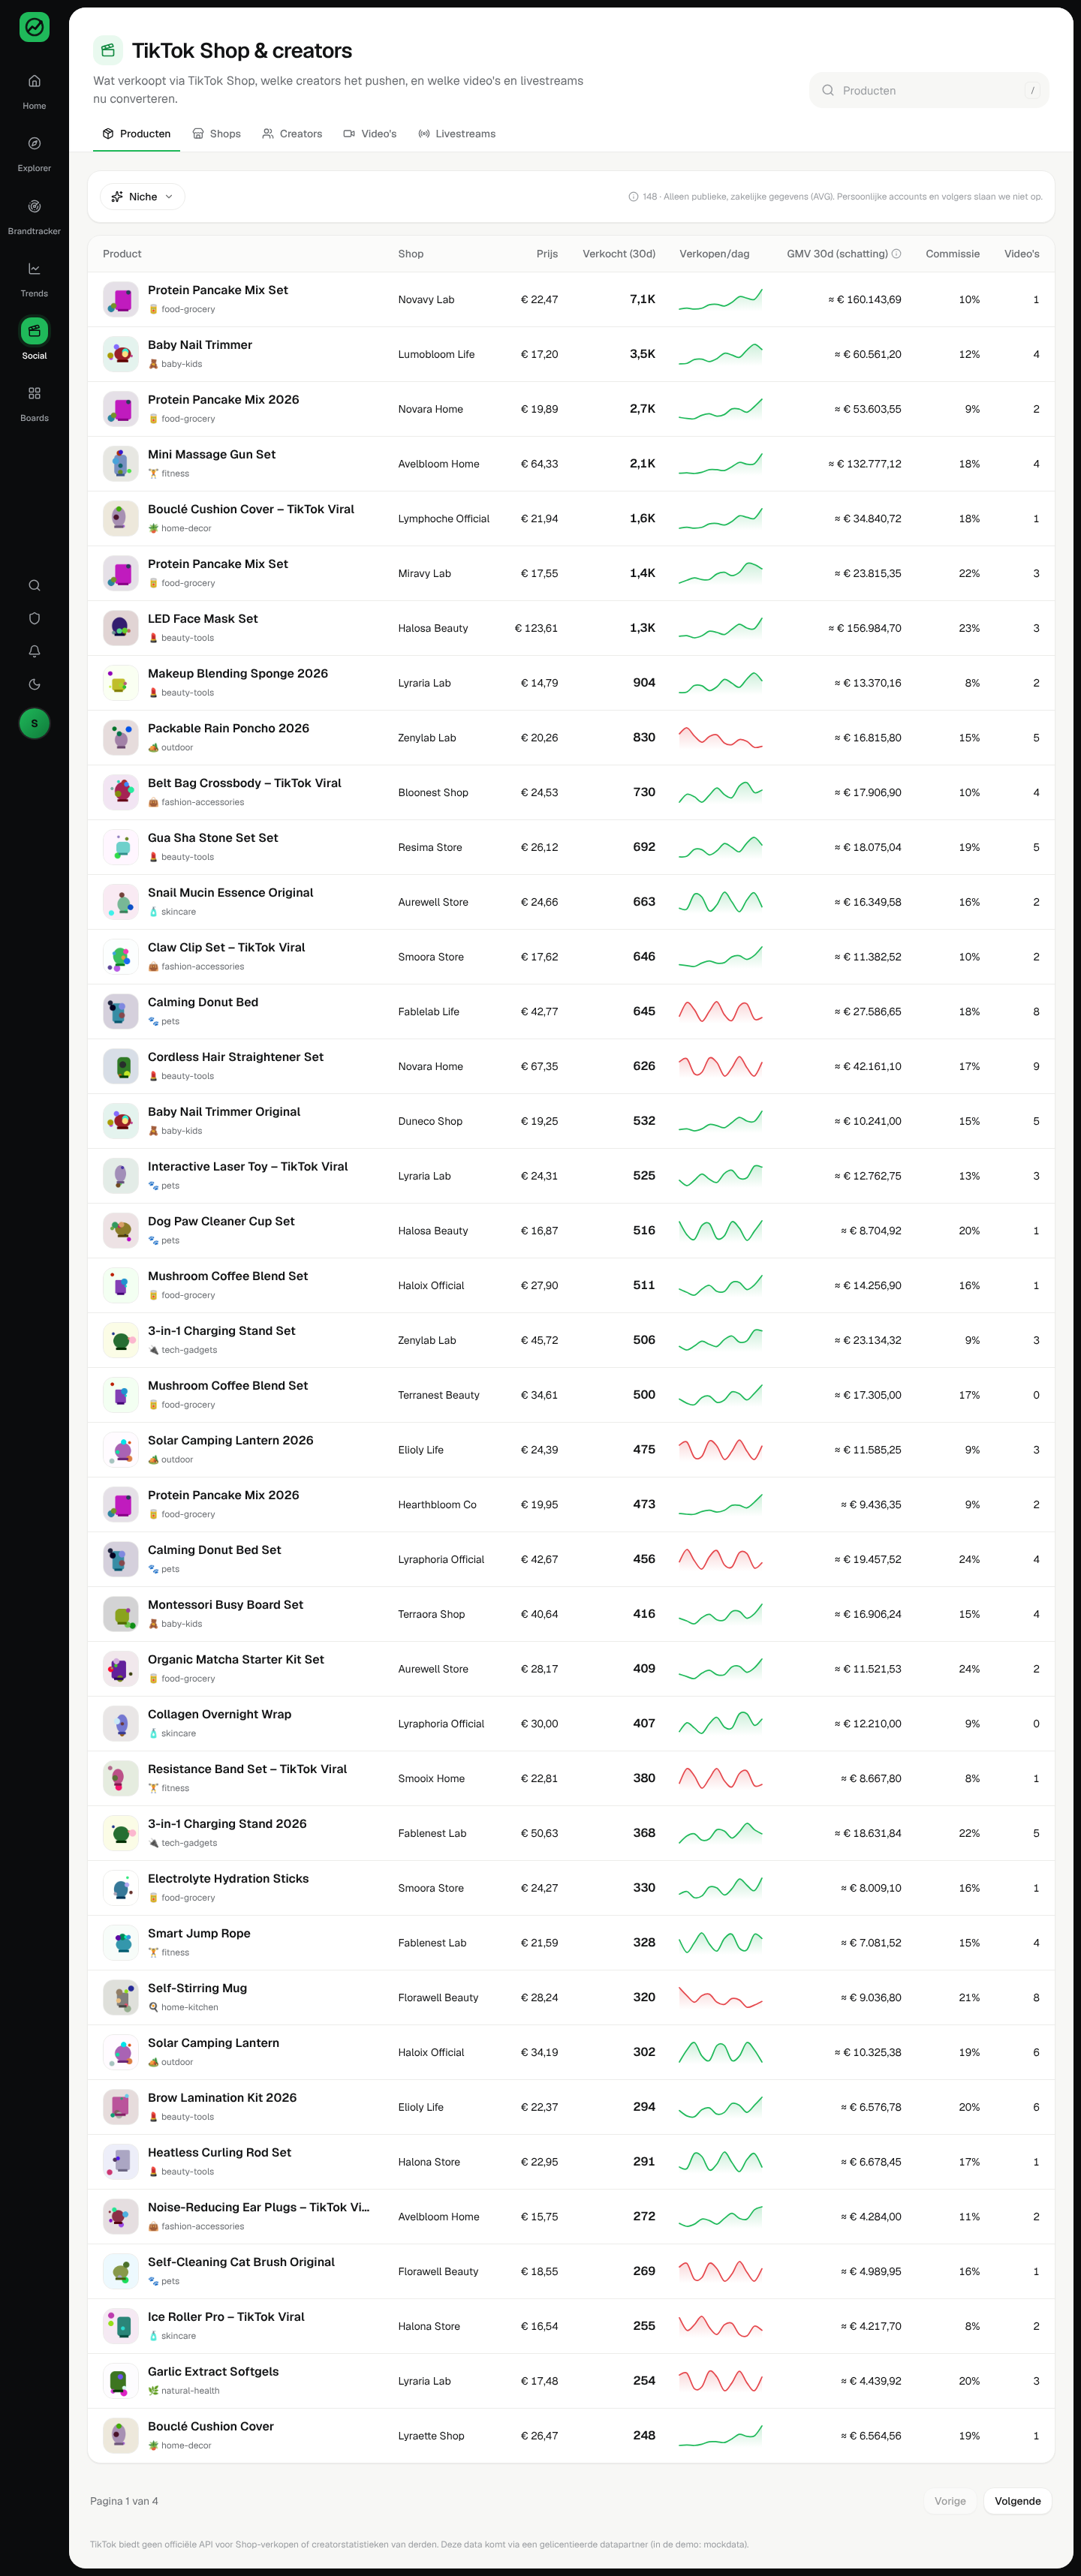 TikTok Shop & creators
Wat verkoopt via TikTok Shop, welke creators het pushen, en welke video's en livestreams
nu converteren.
Producten /
Home
Explorer
Brandtracker
Trends
Social
Boards
S
Producten Shops Creators Video's Livestreams
Niche 148 · Alleen publieke, zakelijke gegevens (AVG). Persoonlijke accounts en volgers slaan we niet op.
Product Shop Prijs Verkocht (30d) Verkopen/dag GMV 30d (schatting) Commissie Video's
Protein Pancake Mix Set
food-grocery
Novavy Lab € 22,47 7,1K ≈ € 160.143,69 10% 1
Baby Nail Trimmer
baby-kids
Lumobloom Life € 17,20 3,5K ≈ € 60.561,20 12% 4
Protein Pancake Mix 2026
food-grocery
Novara Home € 19,89 2,7K ≈ € 53.603,55 9% 2
Mini Massage Gun Set
fitness
Avelbloom Home € 64,33 2,1K ≈ € 132.777,12 18% 4
Bouclé Cushion Cover – TikTok Viral
home-decor
Lymphoche Official € 21,94 1,6K ≈ € 34.840,72 18% 1
Protein Pancake Mix Set
food-grocery
Miravy Lab € 17,55 1,4K ≈ € 23.815,35 22% 3
LED Face Mask Set
beauty-tools
Halosa Beauty € 123,61 1,3K ≈ € 156.984,70 23% 3
Makeup Blending Sponge 2026
beauty-tools
Lyraria Lab € 14,79 904 ≈ € 13.370,16 8% 2
Packable Rain Poncho 2026
outdoor
Zenylab Lab € 20,26 830 ≈ € 16.815,80 15% 5
Belt Bag Crossbody – TikTok Viral
fashion-accessories
Bloonest Shop € 24,53 730 ≈ € 17.906,90 10% 4
Gua Sha Stone Set Set
beauty-tools
Resima Store € 26,12 692 ≈ € 18.075,04 19% 5
Snail Mucin Essence Original
skincare
Aurewell Store € 24,66 663 ≈ € 16.349,58 16% 2
Claw Clip Set – TikTok Viral
fashion-accessories
Smoora Store € 17,62 646 ≈ € 11.382,52 10% 2
Calming Donut Bed
pets
Fablelab Life € 42,77 645 ≈ € 27.586,65 18% 8
Cordless Hair Straightener Set
beauty-tools
Novara Home € 67,35 626 ≈ € 42.161,10 17% 9
Baby Nail Trimmer Original
baby-kids
Duneco Shop € 19,25 532 ≈ € 10.241,00 15% 5
Interactive Laser Toy – TikTok Viral
pets
Lyraria Lab € 24,31 525 ≈ € 12.762,75 13% 3
Dog Paw Cleaner Cup Set
pets
Halosa Beauty € 16,87 516 ≈ € 8.704,92 20% 1
Mushroom Coffee Blend Set
food-grocery
Haloix Official € 27,90 511 ≈ € 14.256,90 16% 1
3-in-1 Charging Stand Set
tech-gadgets
Zenylab Lab € 45,72 506 ≈ € 23.134,32 9% 3
Mushroom Coffee Blend Set
food-grocery
Terranest Beauty € 34,61 500 ≈ € 17.305,00 17% 0
Solar Camping Lantern 2026
outdoor
Elioly Life € 24,39 475 ≈ € 11.585,25 9% 3
Protein Pancake Mix 2026
food-grocery
Hearthbloom Co € 19,95 473 ≈ € 9.436,35 9% 2
Calming Donut Bed Set
pets
Lyraphoria Official € 42,67 456 ≈ € 19.457,52 24% 4
Montessori Busy Board Set
baby-kids
Terraora Shop € 40,64 416 ≈ € 16.906,24 15% 4
Organic Matcha Starter Kit Set
food-grocery
Aurewell Store € 28,17 409 ≈ € 11.521,53 24% 2
Collagen Overnight Wrap
skincare
Lyraphoria Official € 30,00 407 ≈ € 12.210,00 9% 0
Resistance Band Set – TikTok Viral
fitness
Smooix Home € 22,81 380 ≈ € 8.667,80 8% 1
3-in-1 Charging Stand 2026
tech-gadgets
Fablenest Lab € 50,63 368 ≈ € 18.631,84 22% 5
Electrolyte Hydration Sticks
food-grocery
Smoora Store € 24,27 330 ≈ € 8.009,10 16% 1
Smart Jump Rope
fitness
Fablenest Lab € 21,59 328 ≈ € 7.081,52 15% 4
Self-Stirring Mug
home-kitchen
Florawell Beauty € 28,24 320 ≈ € 9.036,80 21% 8
Solar Camping Lantern
outdoor
Haloix Official € 34,19 302 ≈ € 10.325,38 19% 6
Brow Lamination Kit 2026
beauty-tools
Elioly Life € 22,37 294 ≈ € 6.576,78 20% 6
Heatless Curling Rod Set
beauty-tools
Halona Store € 22,95 291 ≈ € 6.678,45 17% 1
Noise-Reducing Ear Plugs – TikTok Vi...
fashion-accessories
Avelbloom Home € 15,75 272 ≈ € 4.284,00 11% 2
Self-Cleaning Cat Brush Original
pets
Florawell Beauty € 18,55 269 ≈ € 4.989,95 16% 1
Ice Roller Pro – TikTok Viral
skincare
Halona Store € 16,54 255 ≈ € 4.217,70 8% 2
Garlic Extract Softgels
natural-health
Lyraria Lab € 17,48 254 ≈ € 4.439,92 20% 3
Bouclé Cushion Cover
home-decor
Lyraette Shop € 26,47 248 ≈ € 6.564,56 19% 1
Pagina 1 van 4 Vorige Volgende
TikTok biedt geen officiële API voor Shop-verkopen of creatorstatistieken van derden. Deze data komt via een gelicentieerde datapartner (in de demo: mockdata).